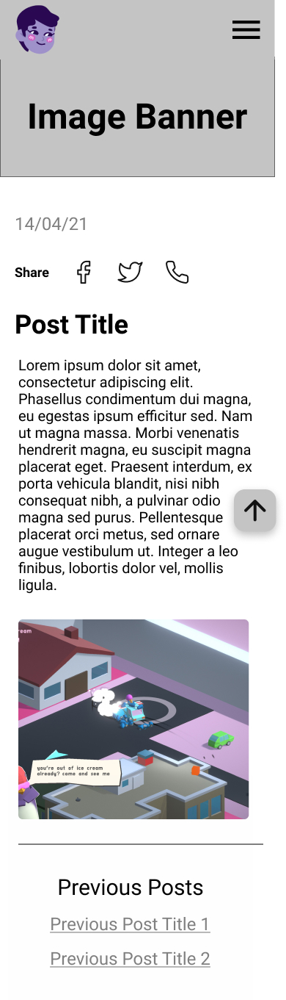 Image Banner
14/04/21
Share
Post Title
Lorem ipsum dolor sit amet,
consectetur adipiscing elit.
Phasellus condimentum dui magna,
eu egestas ipsum efficitur sed. Nam
ut magna massa. Morbi venenatis
hendrerit magna, eu suscipit magna
placerat eget. Praesent interdum, ex
porta vehicula blandit, nisi nibh
consequat nibh, a pulvinar odio
magna sed purus. Pellentesque
placerat orci metus, sed ornare
augue vestibulum ut. Integer a leo
finibus, lobortis dolor vel, mollis
ligula.
ream
you're out of ice cream
already? come and see me
Previous Posts
Previous Post Title 1
Previous Post Title 2